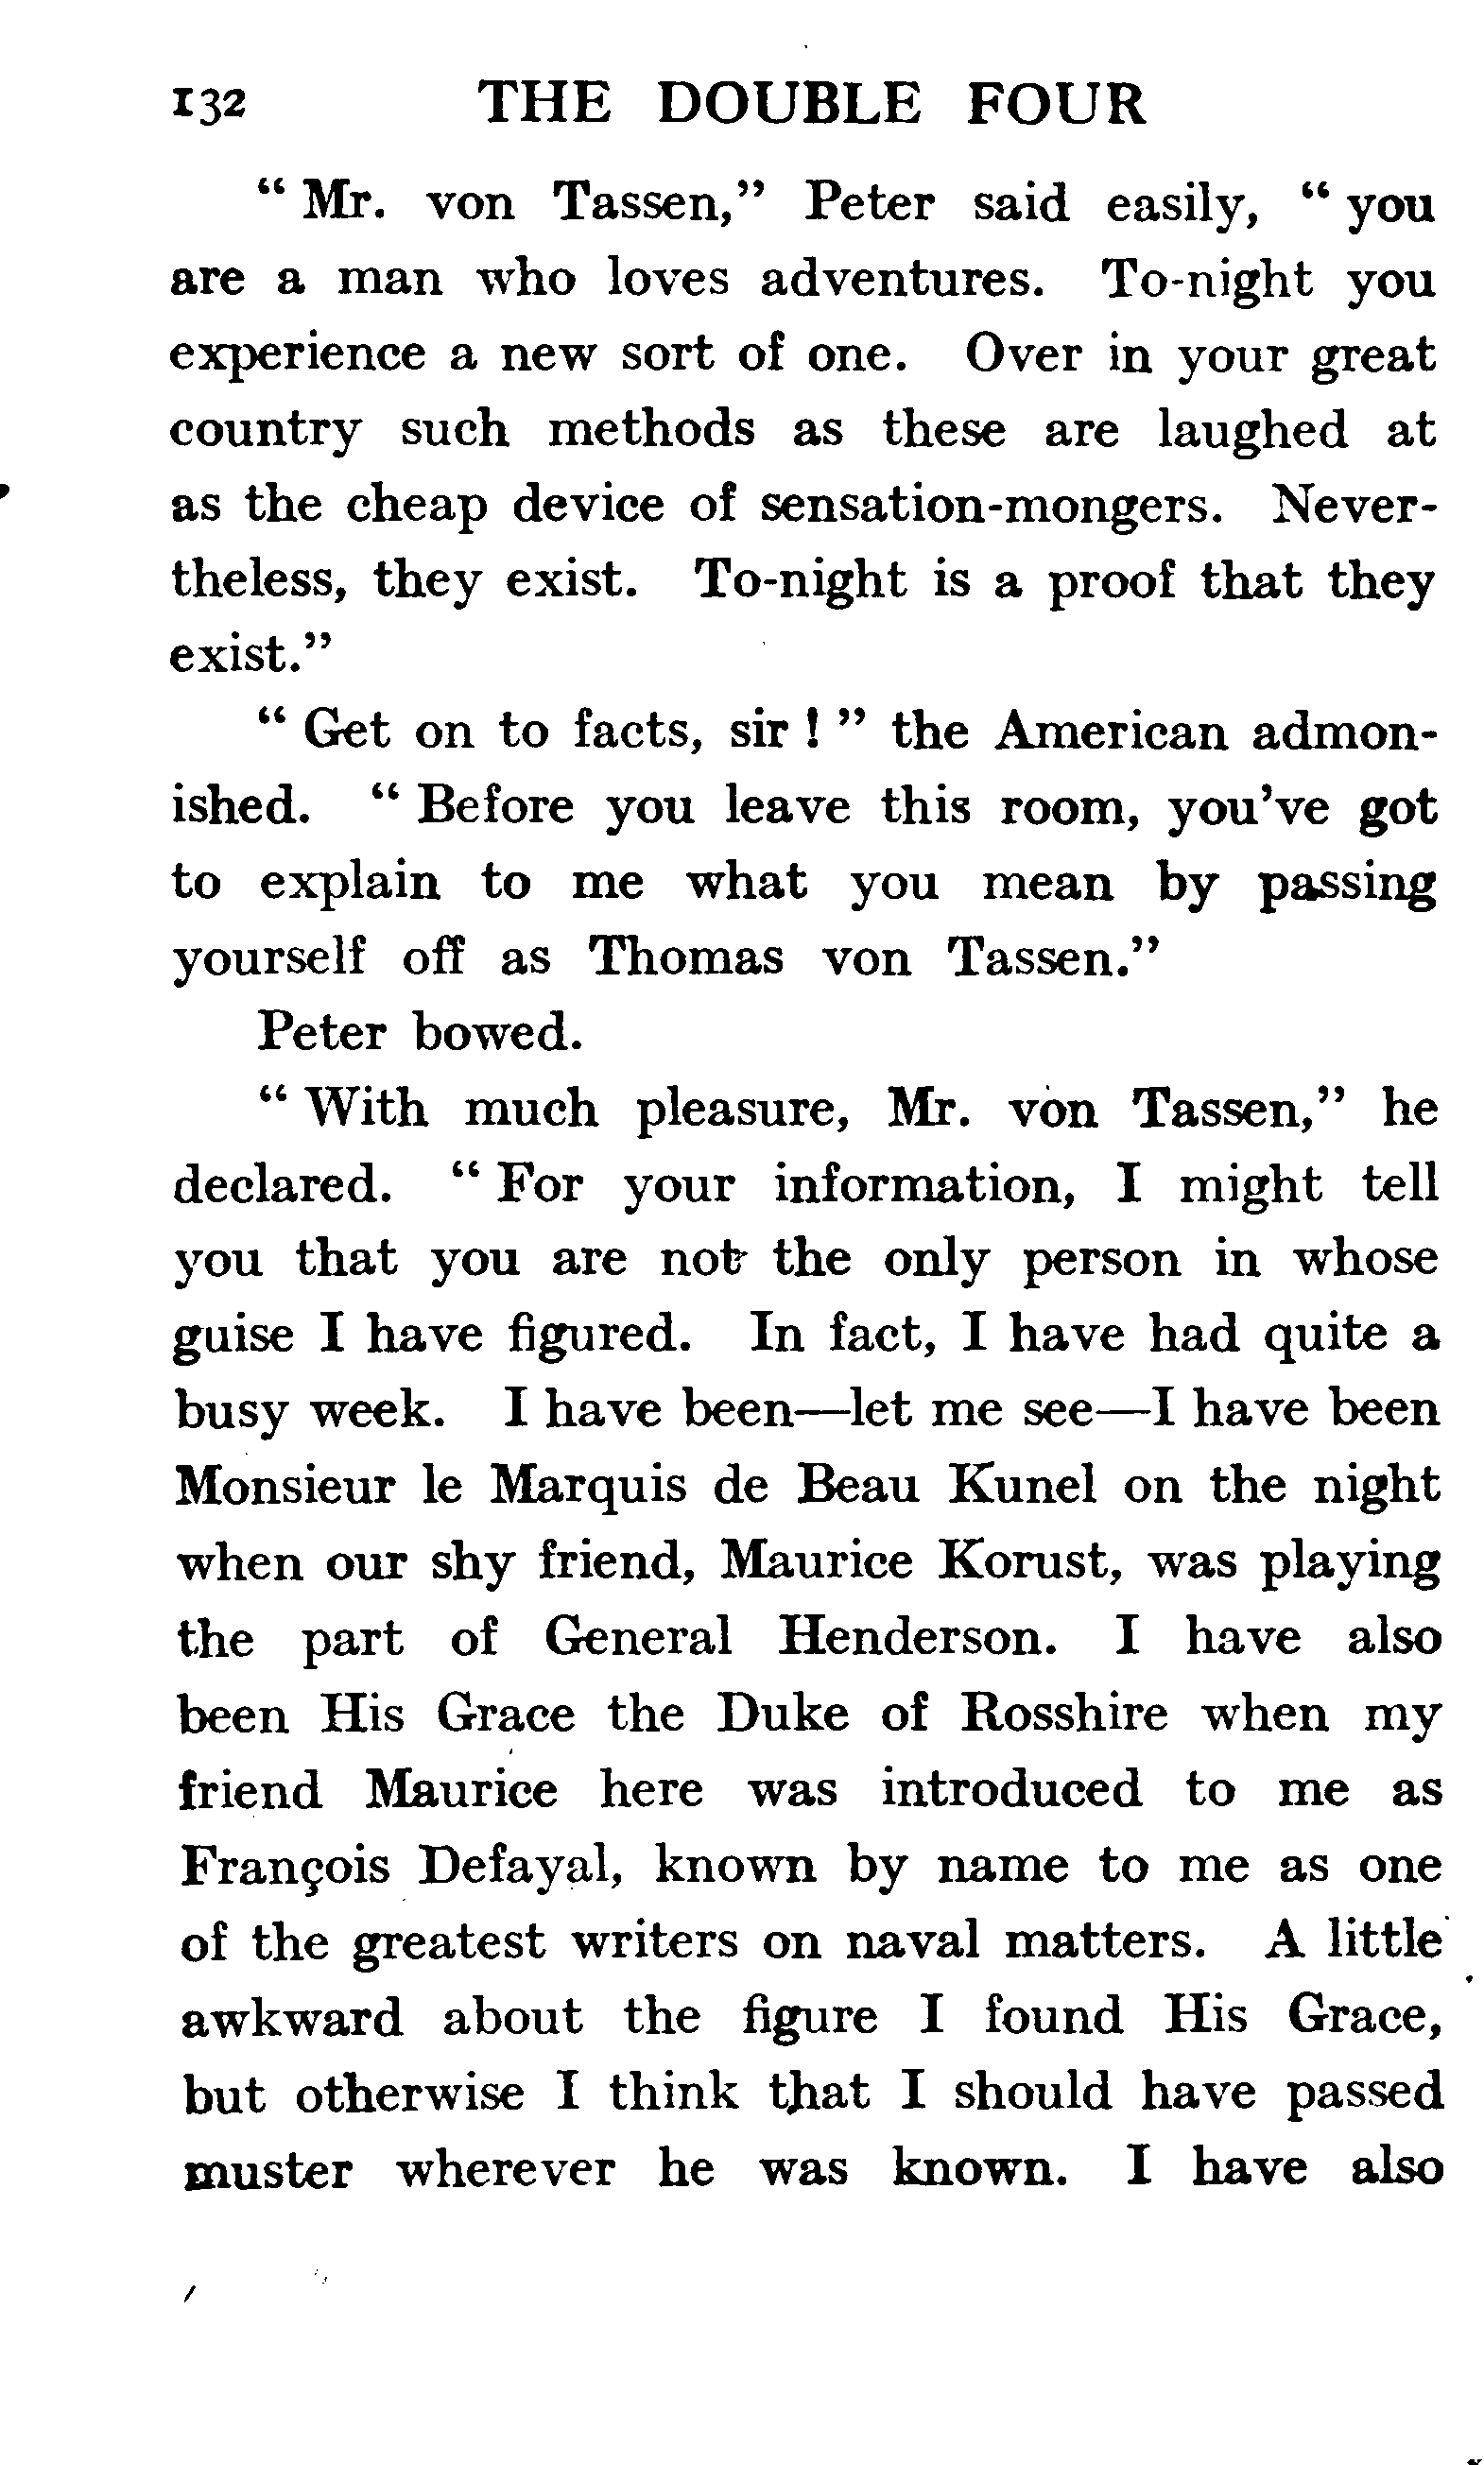 132 THE DOUBLE FOUR
“ Mr. von Tassen,” Peter said easily, “ you
are a man who loves adventures. To-night you
experience a new sort of one. Over in your great
country such methods as these are laughed at
as the cheap device of sensation-mongers. Never-
theless, they exist. To-night is a proof that they
exist.”
“ Get on to facts, sir ! ” the American admon-
ished. “ Before you leave this room, you've got
to explain to me what you mean by passing
yourself off as Thomas von Tassen.”
Peter bowed.
“ With much pleasure, Mr. von Tassen,” he
declared. “ For your information, I might tell
you that you are not the only person in whose
guise I have figured. In fact, I have had quite a
busy week. I have been—let me see—I have been
Monsieur le Marquis de Beau Kunel on the night
when our shy friend, Maurice Korust, was playing
the part of General Henderson. I have also
been His Grace the Duke of Rosshire when my
friend Maurice here was introduced to me as
François Defayal, known by name to me as one
of the greatest writers on naval matters. A little
awkward about the figure I found His Grace,
but otherwise I think that I should have passed
muster wherever he was known. I have also